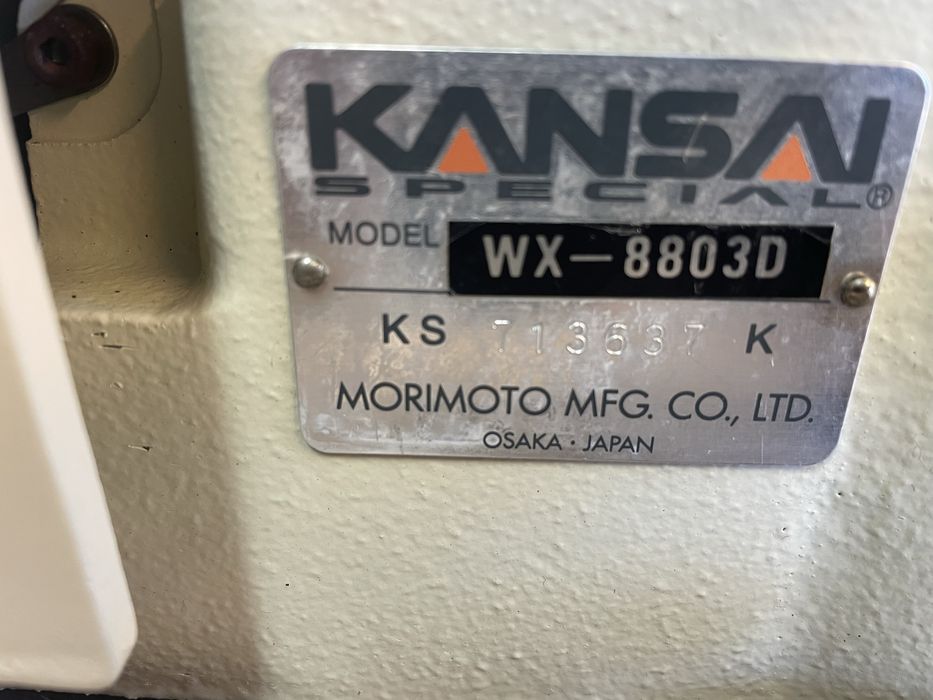 KANSAI
SPECIAL®
MODEL WX-8803D
KS 713637 K
MORIMOTO MFG. CO., LTD.
OSAKA · JAPAN